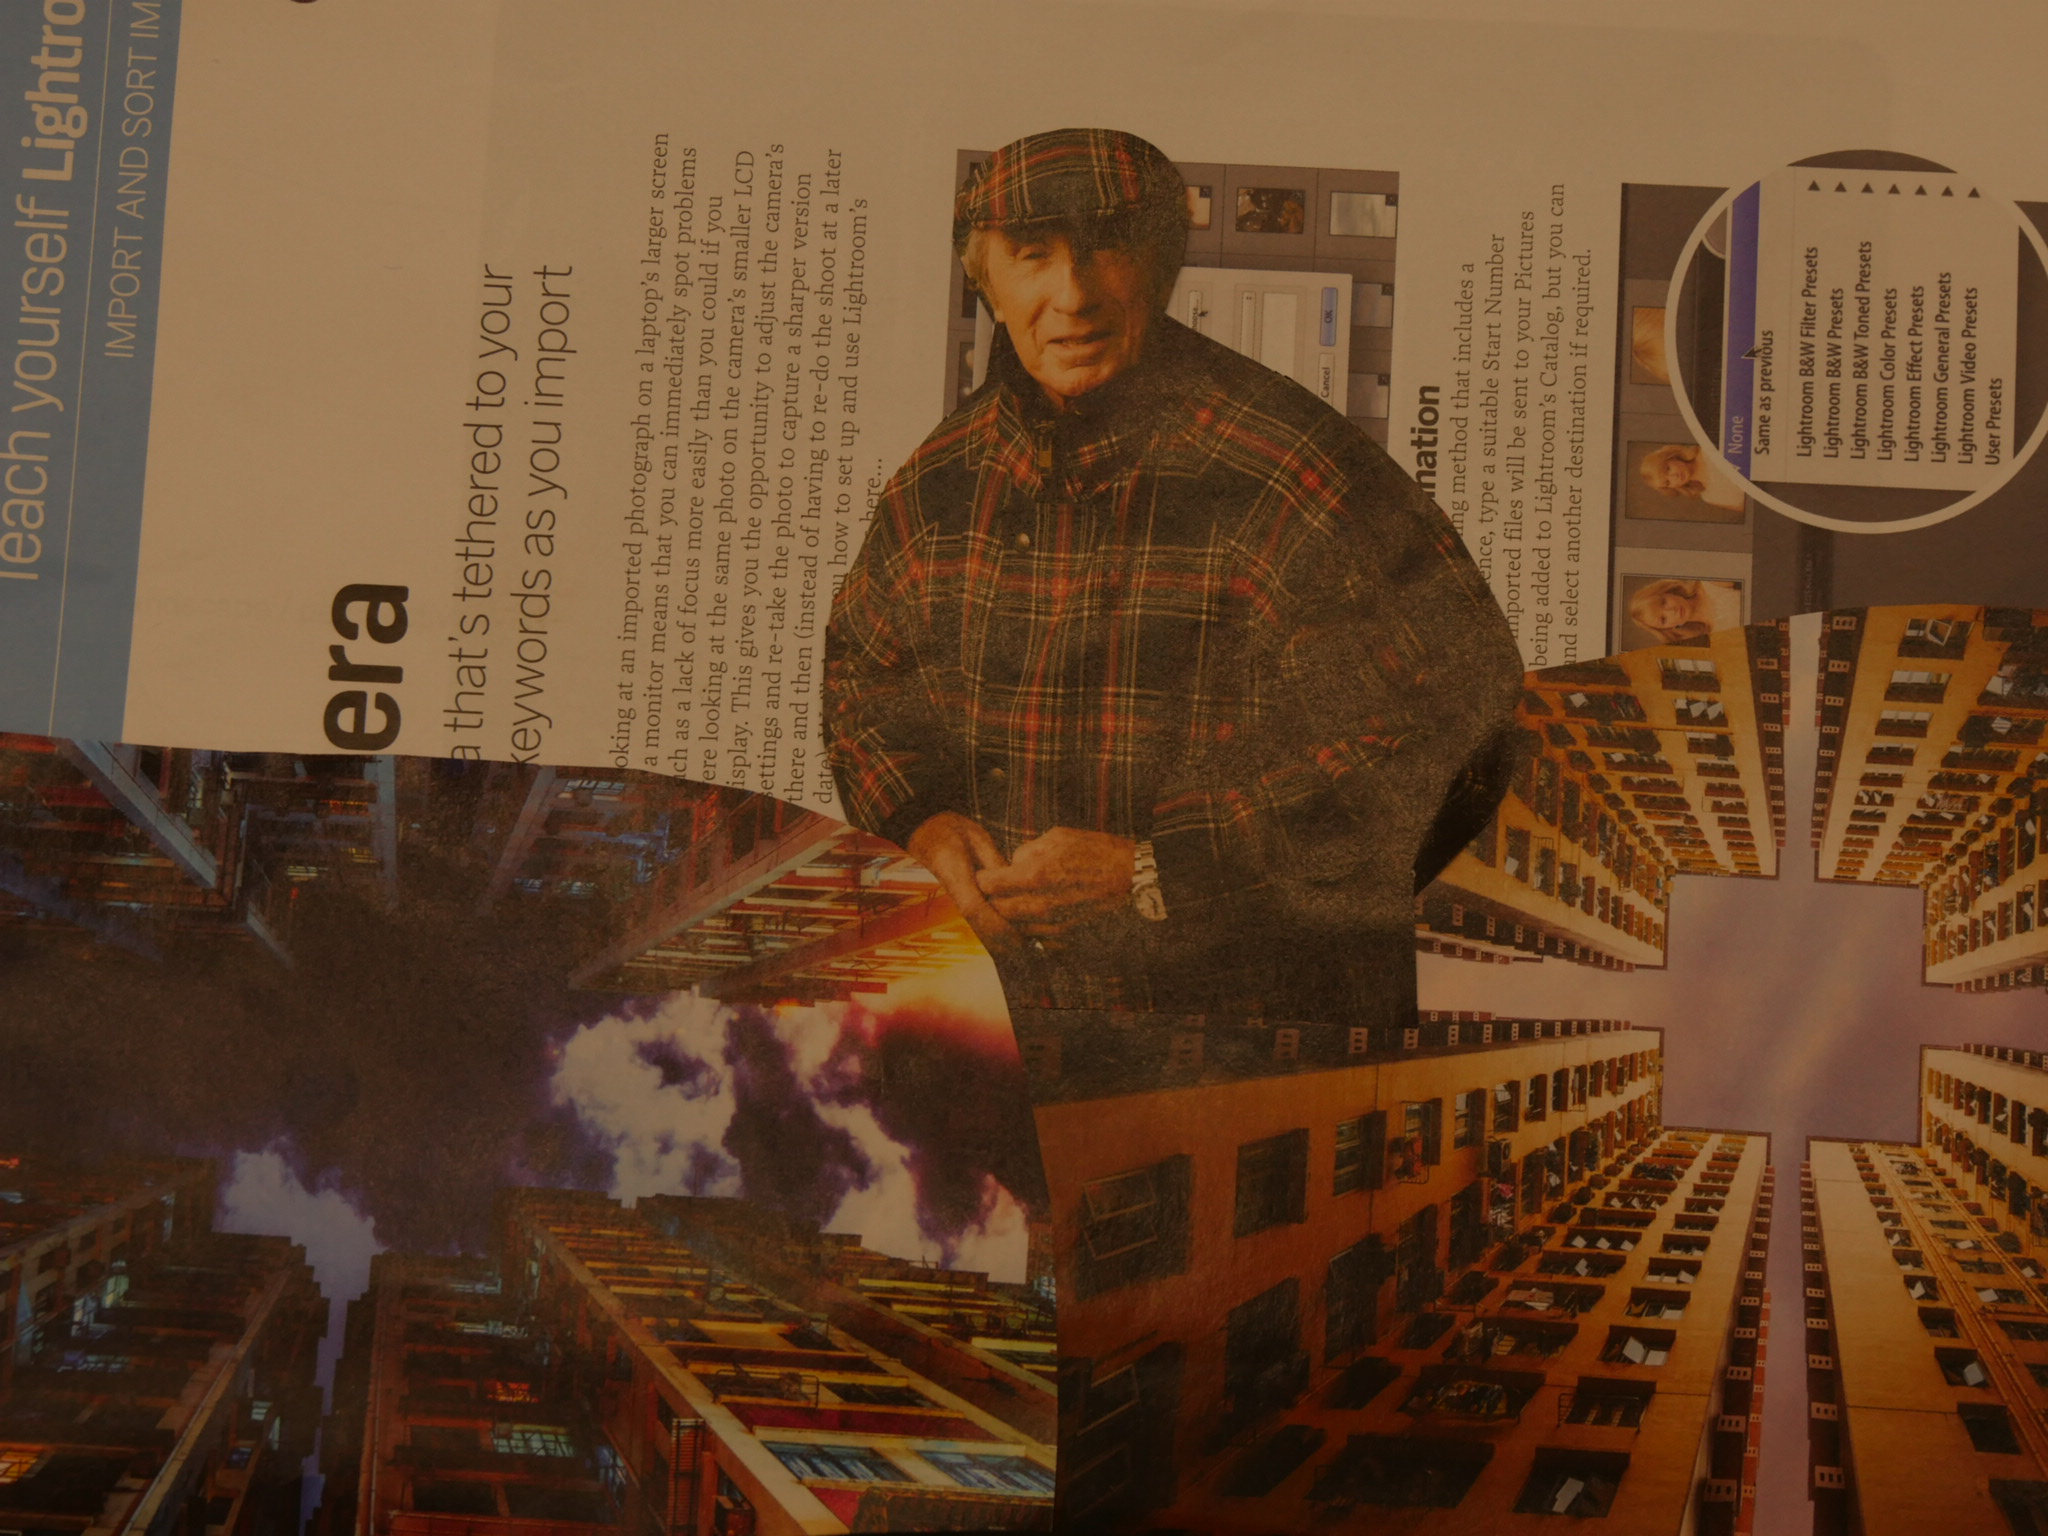 Teach yourself Lightro
IMPORT AND SORT IM
era
a that's tethered to your
keywords as you import
oking at an imported photograph on a laptop's larger screen
a monitor means that you can immediately spot problems
ch as a lack of focus more easily than you could if you
ere looking at the same photo on the camera's smaller LCD
isplay. This gives you the opportunity to adjust the camera's
settings and re-take the photo to capture a sharper version
there and then (instead of having to re-do the shoot at a later
date). you how to set up and use Lightroom's
here....
OK
Cancel
nation
ing method that includes a
ence, type a suitable Start Number
mported files will be sent to your Pictures
being added to Lightroom's Catalog, but you can
and select another destination if required.
None
Same as previous
Lightroom B&W Filter Presets
Lightroom B&W Presets
Lightroom B&W Toned Presets
Lightroom Color Presets
Lightroom Effect Presets
Lightroom General Presets
Lightroom Video Presets
User Presets